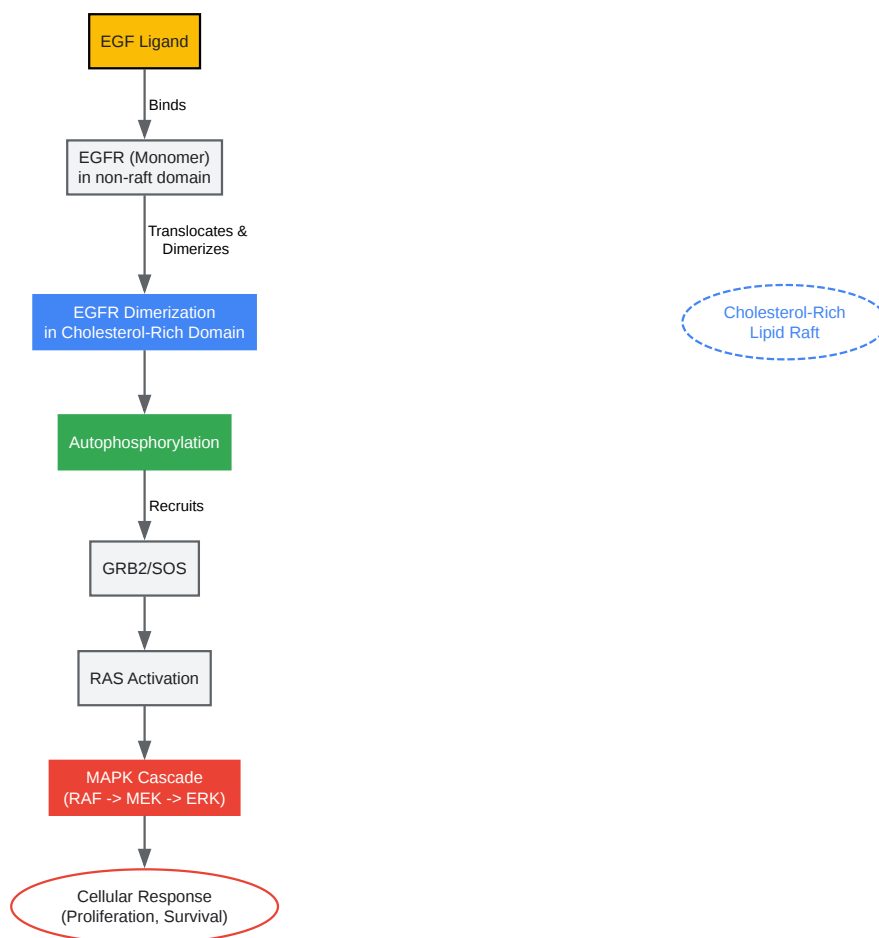 EGF Ligand
Binds
EGFR (Monomer)
in non-raft domain
Translocates &
Dimerizes
EGFR Dimerization
in Cholesterol-Rich Domain
Cholesterol-Rich
Lipid Raft
Autophosphorylation
Recruits
GRB2/SOS
RAS Activation
MAPK Cascade
(RAF -> MEK -> ERK)
Cellular Response
(Proliferation, Survival)